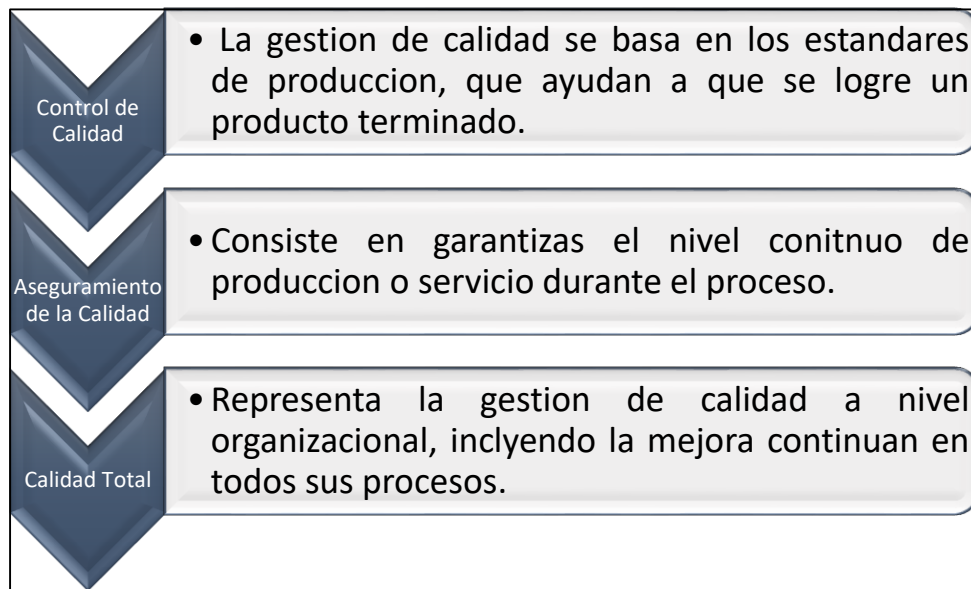 Control de
Calidad
• La gestion de calidad se basa en los estandares
de produccion, que ayudan a que se logre un
producto terminado.
Aseguramiento
de la Calidad
• Consiste en garantizas el nivel conitnuo de
produccion o servicio durante el proceso.
Calidad Total
• Representa la gestion de calidad a nivel
organizacional, inclyendo la mejora continuan en
todos sus procesos.